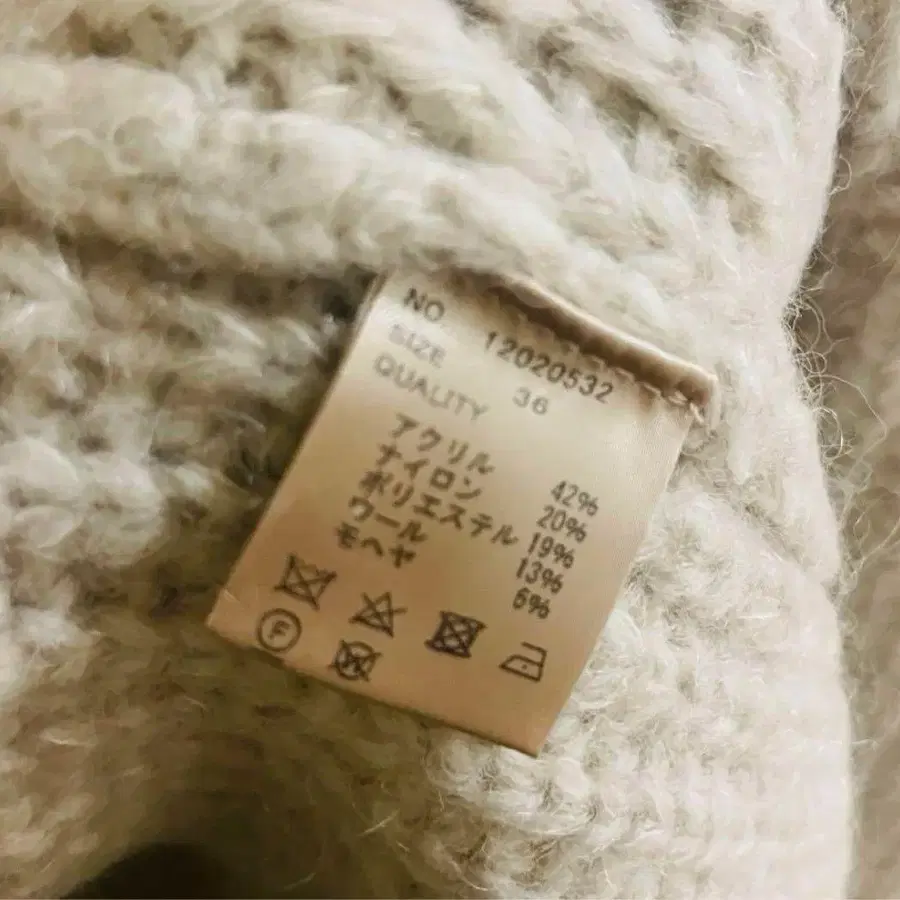 NO 12020532
SIZE 36
QUALITY
アクリル 42%
ナイロン 20%
ポリエステル 19%
ウール 13%
モヘヤ 6%
F